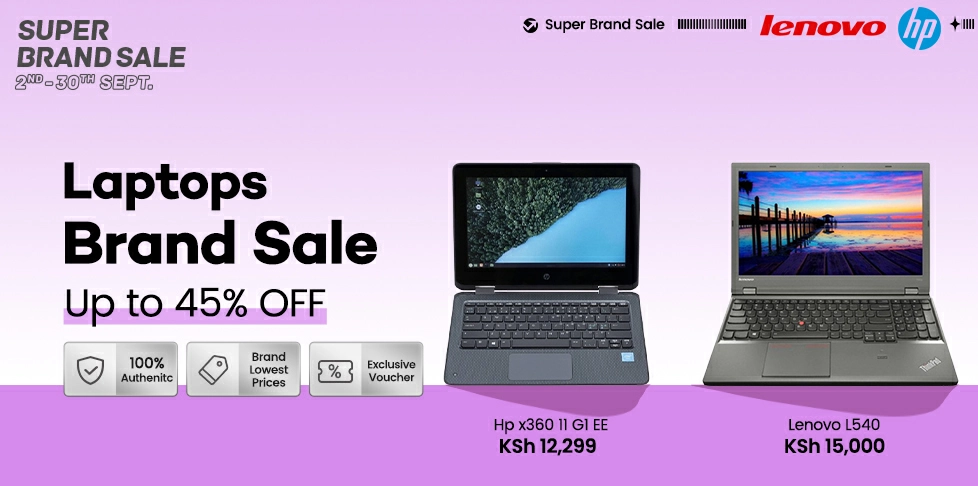 SUPER
BRAND SALE
2ND - 30TH SEPT.
Super Brand Sale
lenovo
hp
Laptops
Brand Sale
Up to 45% OFF
100%
Authenitc
Brand
Lowest
Prices
%
Exclusive
Voucher
ThinkPad
Hp x360 11 G1 EE
KSh 12,299
Lenovo L540
KSh 15,000